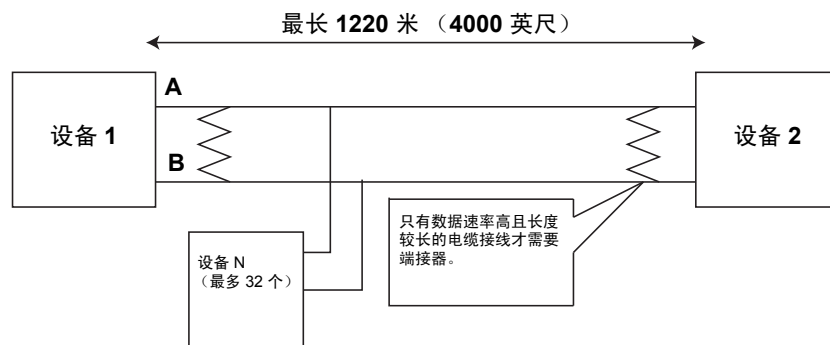 最长 1220 米 （4000 英尺）
A
设备 1
B
设备 2
只有数据速率高且长度
较长的电缆接线才需要
端接器。
设备 N
（最多 32 个）